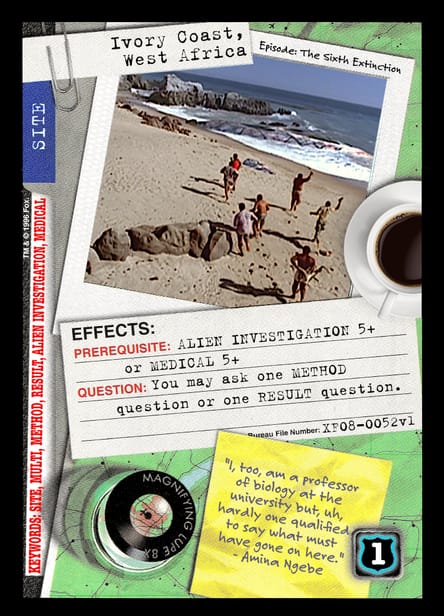 Ivory Coast,
West Africa
Episode: The Sixth Extinction
SITE
TM & © 1996 Fox.
KEYWORDS: SITE, MULTI, METHOD, RESULT, ALIEN INVESTIGATION, MEDICAL
EFFECTS:
PREREQUISITE: ALIEN INVESTIGATION 5+
or MEDICAL 5+
QUESTION: You may ask one METHOD
question or one RESULT question.
Bureau File Number: XF08-0052v1
MAGNIFYING LUPE 8X
"I, too, am a professor
of biology at the
university but, uh,
hardly one qualified
to say what must
have gone on here."
- Amina Ngebe
1